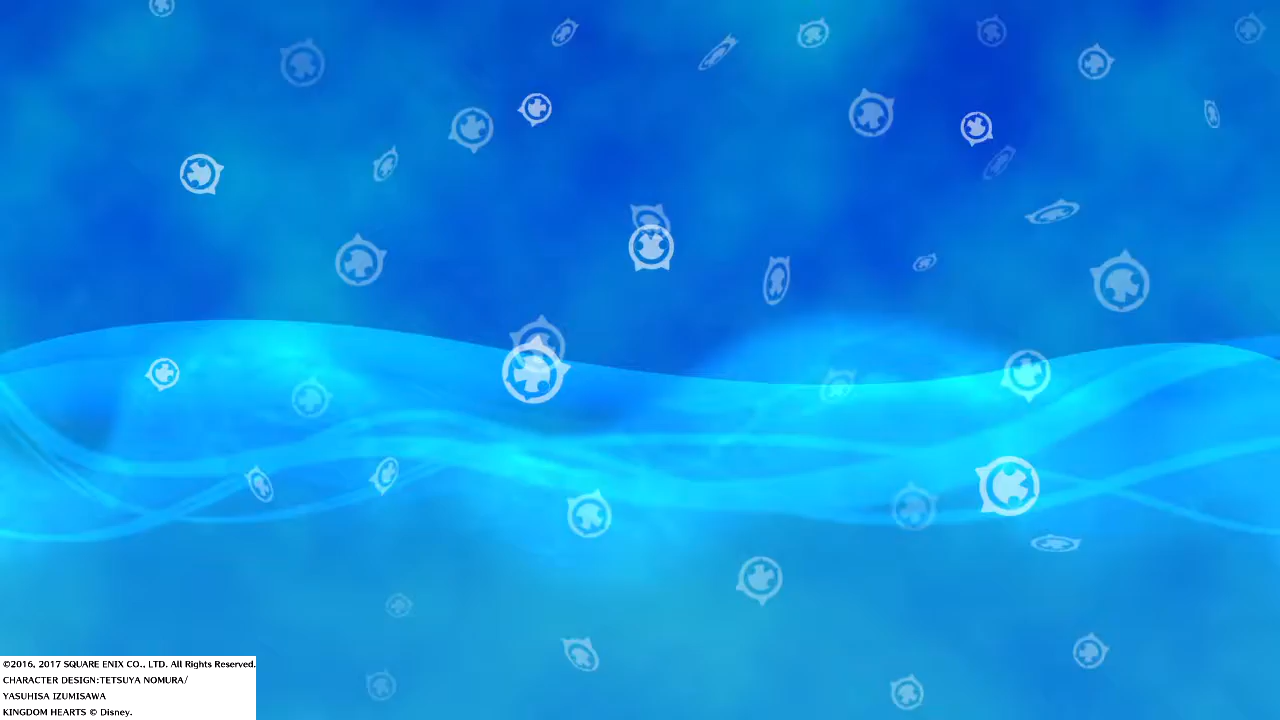 ©2016, 2017 SQUARE ENIX CO., LTD. All Rights Reserved.
CHARACTER DESIGN:TETSUYA NOMURA/
YASUHISA IZUMISAWA
KINGDOM HEARTS © Disney.